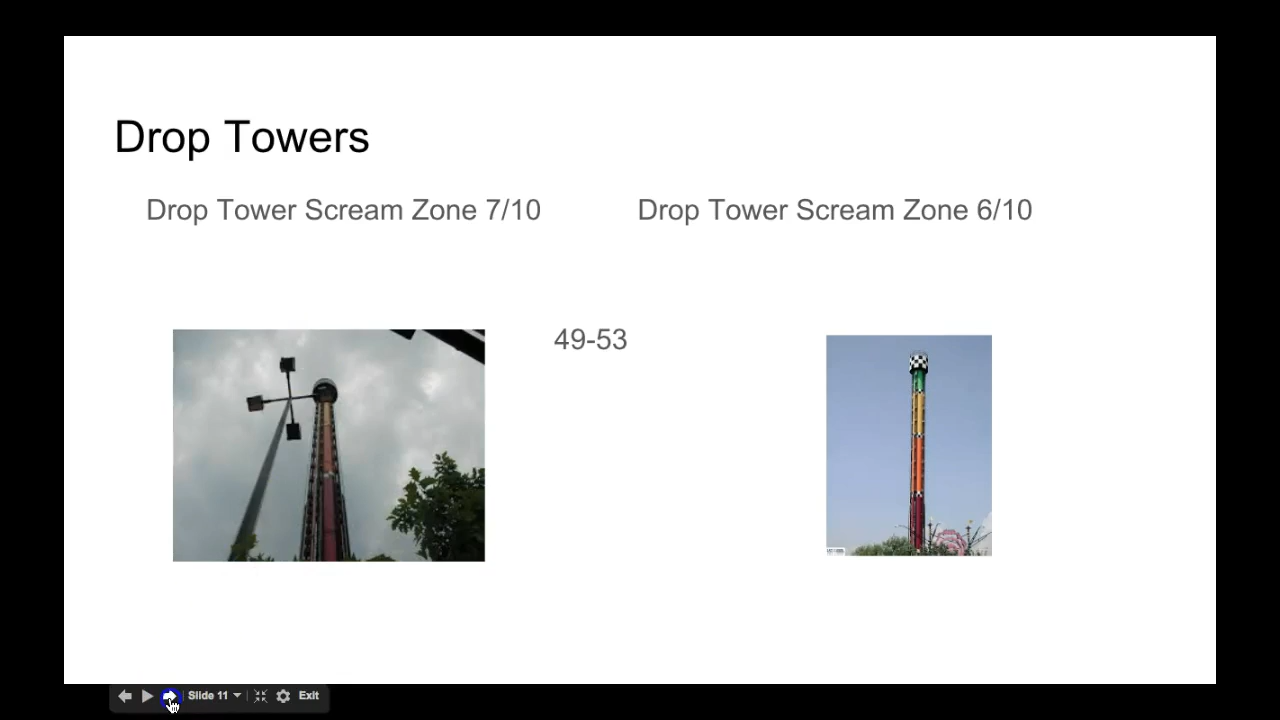 Drop Towers
Drop Tower Scream Zone 7/10
Drop Tower Scream Zone 6/10
49-53
Slide 11
Exit